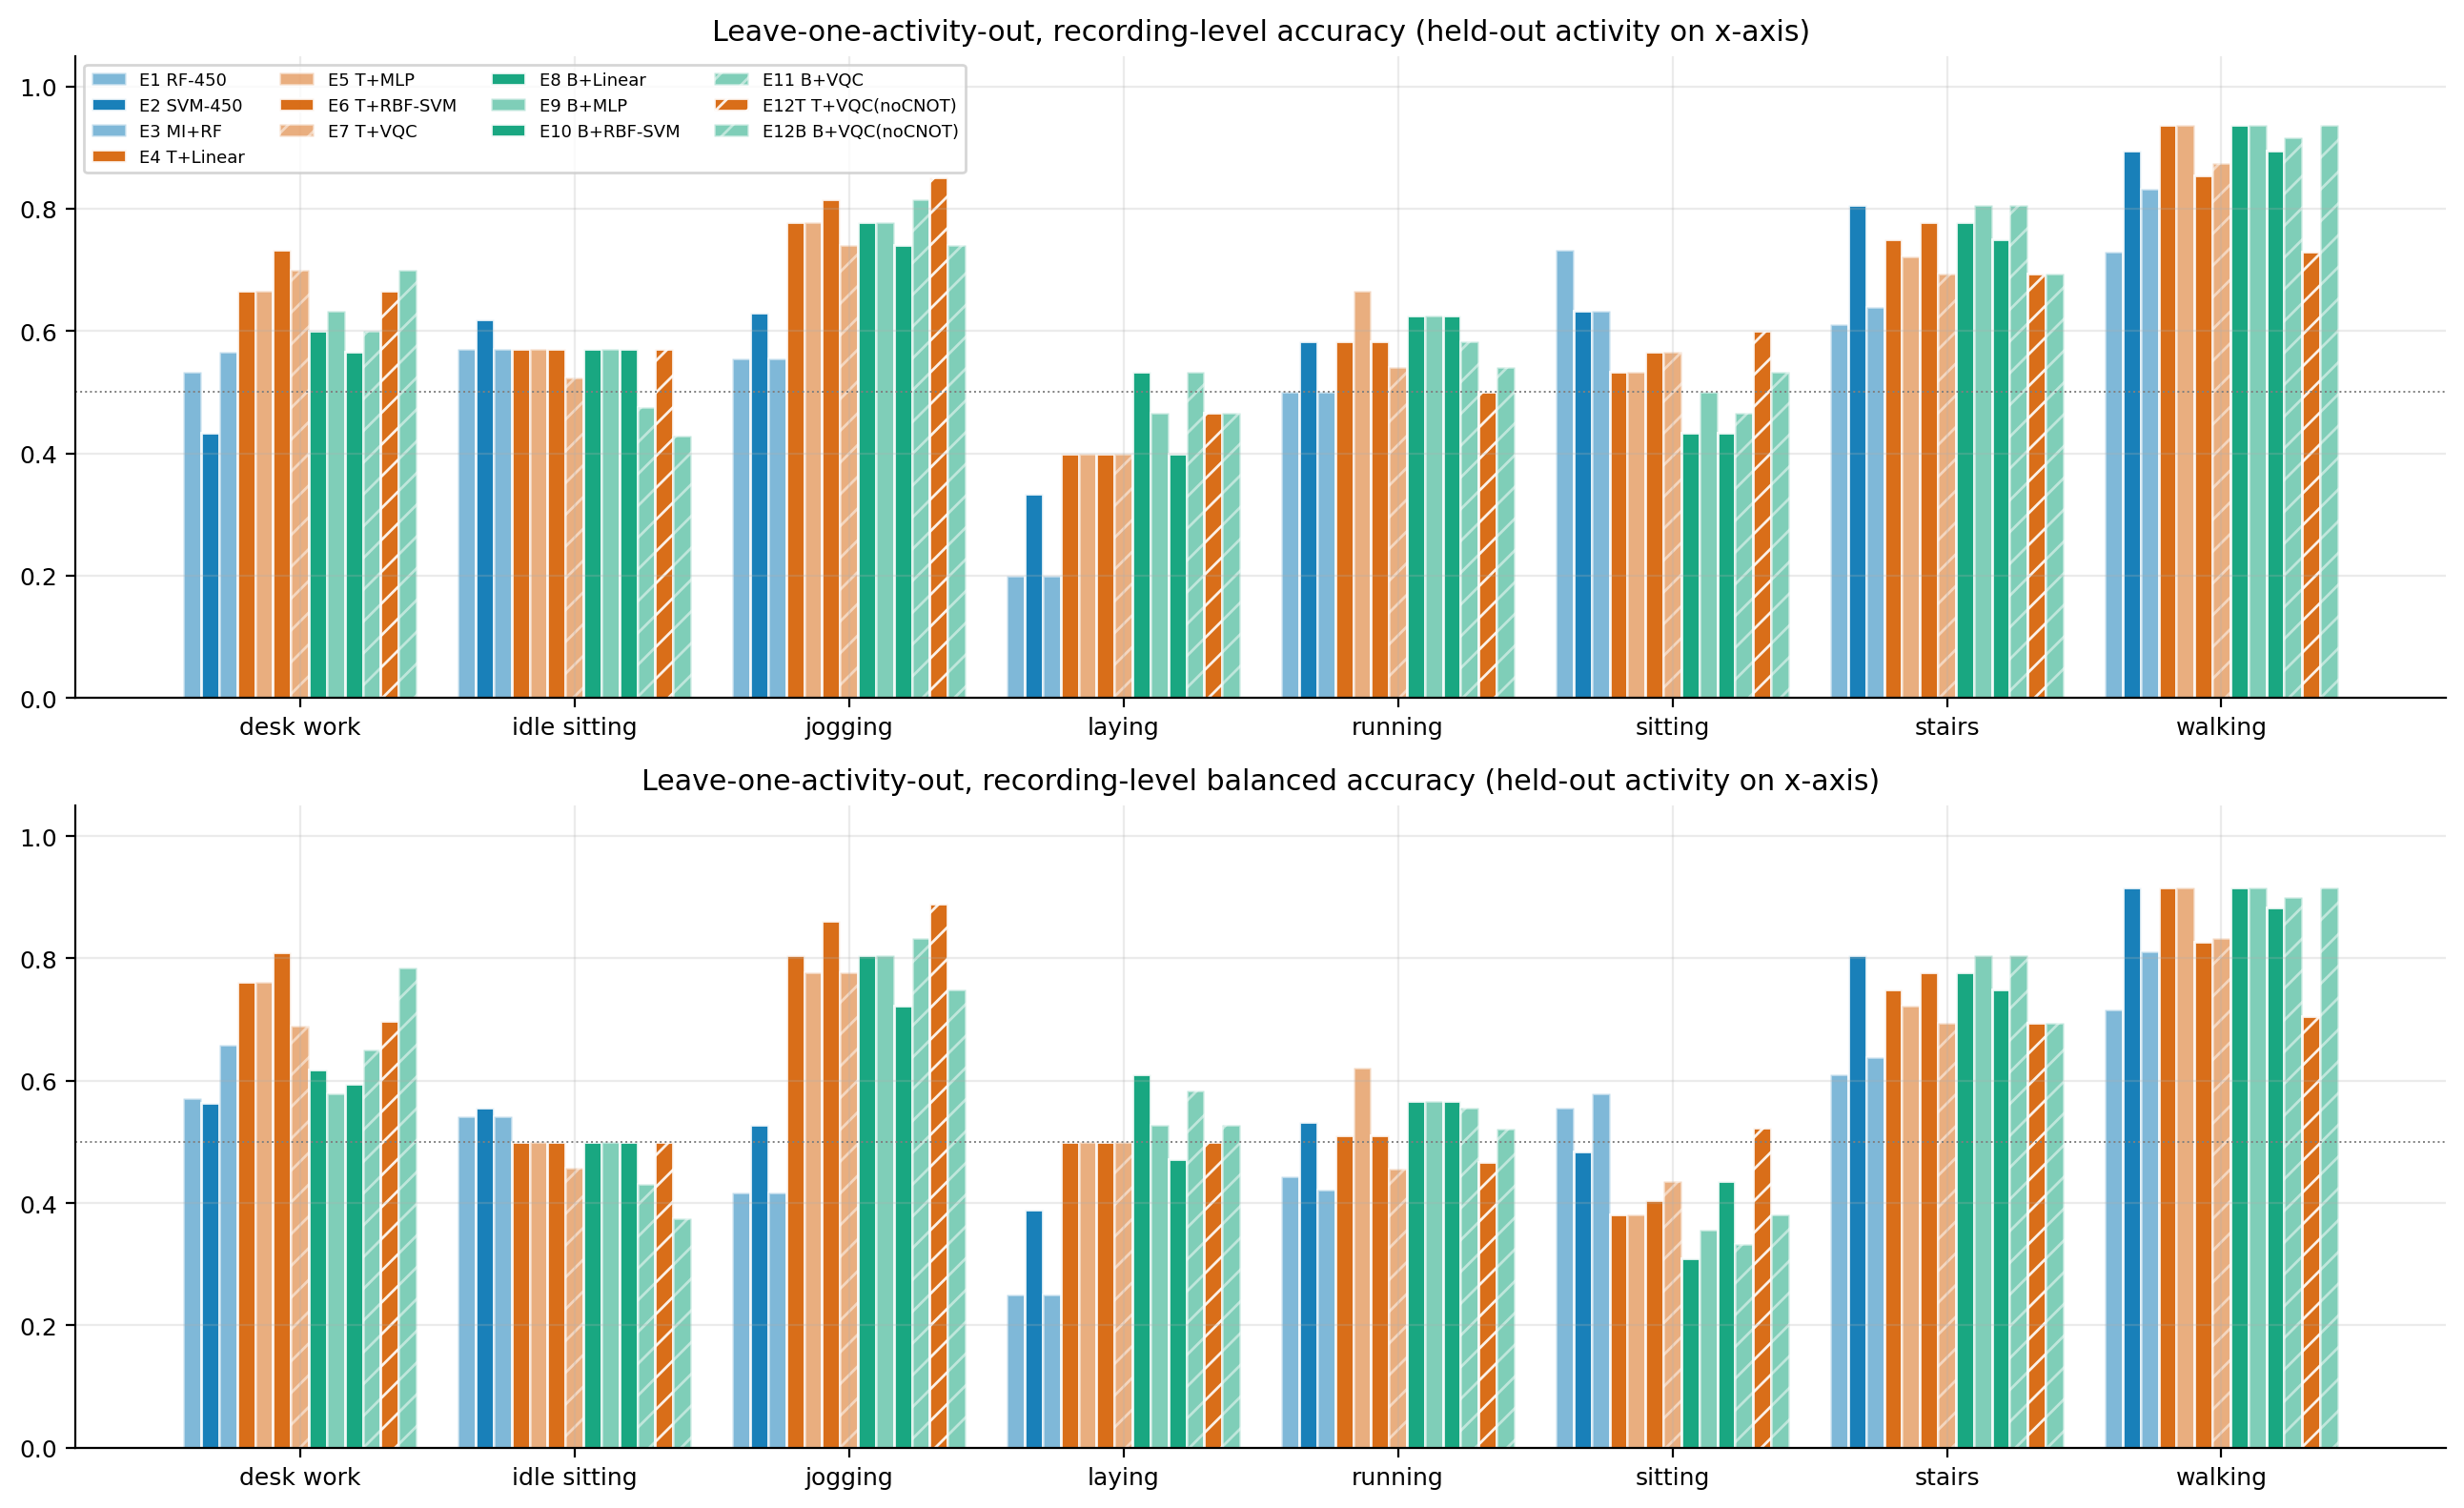 Leave-one-activity-out, recording-level accuracy (held-out activity on x-axis)
E1 RF-450
E2 SVM-450
E3 MI+RF
E4 T+Linear
E5 T+MLP
E6 T+RBF-SVM
E7 T+VQC
E8 B+Linear
E9 B+MLP
E10 B+RBF-SVM
E11 B+VQC
E12T T+VQC(noCNOT)
E12B B+VQC(noCNOT)
1.0
0.8
0.6
0.4
0.2
0.0
desk work idle sitting jogging laying running sitting stairs walking
Leave-one-activity-out, recording-level balanced accuracy (held-out activity on x-axis)
1.0
0.8
0.6
0.4
0.2
0.0
desk work idle sitting jogging laying running sitting stairs walking